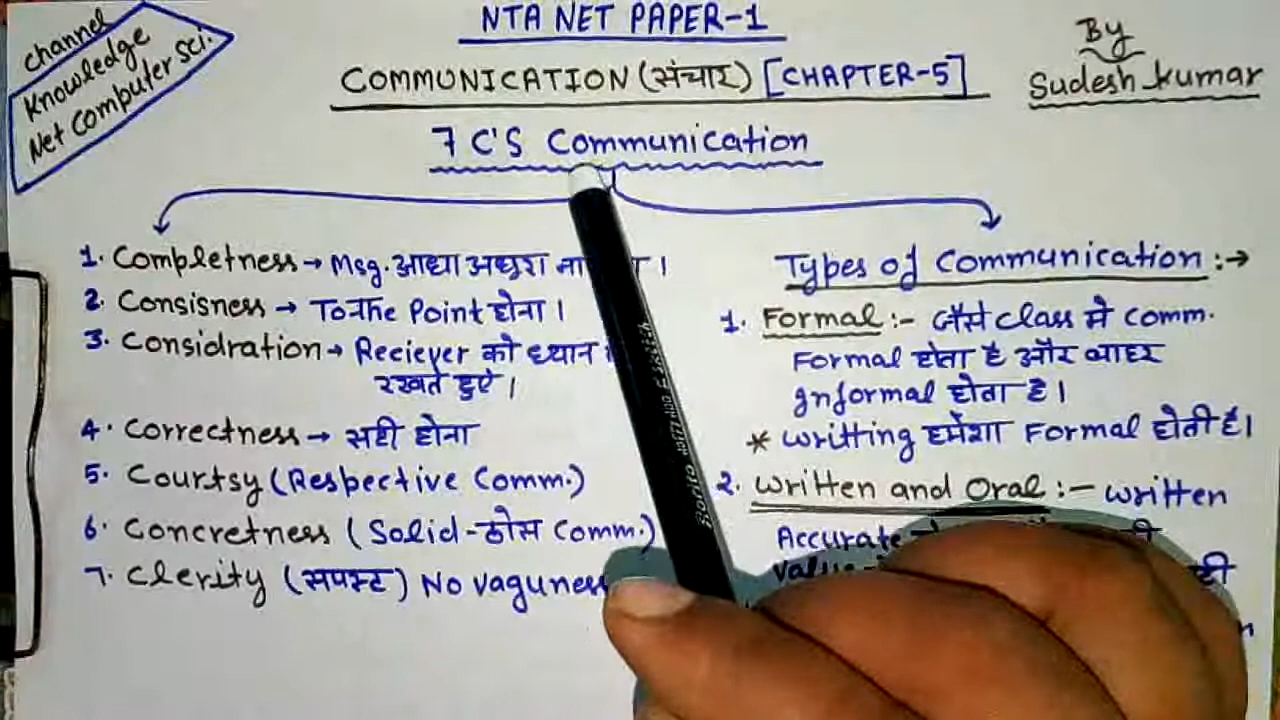 channel
Knowledge
Net Computer Sci.
NTA NET PAPER-1
COMMUNICATION (संचार) [CHAPTER-5]
By
Sudesh kumar
7 C'S Communication
1. Completness → Msg. आधा अधुरा ना
2. Consisness → To The Point होना।
3. Considration → Reciever को ध्यान
रखते हुऐ।
4. Correctness → सही होना
5. Courtsy (Respective Comm.)
6. Concretness (Solid-ठोस Comm.)
7. Clerity (सपस्ट) No vaguness
Types of Communication :→
1. Formal :- जैसे class मे comm.
Formal होता है और बाहर
Informal होता है।
* writting हमेशा Formal होती है।
2. Written and Oral :- written
Accurate